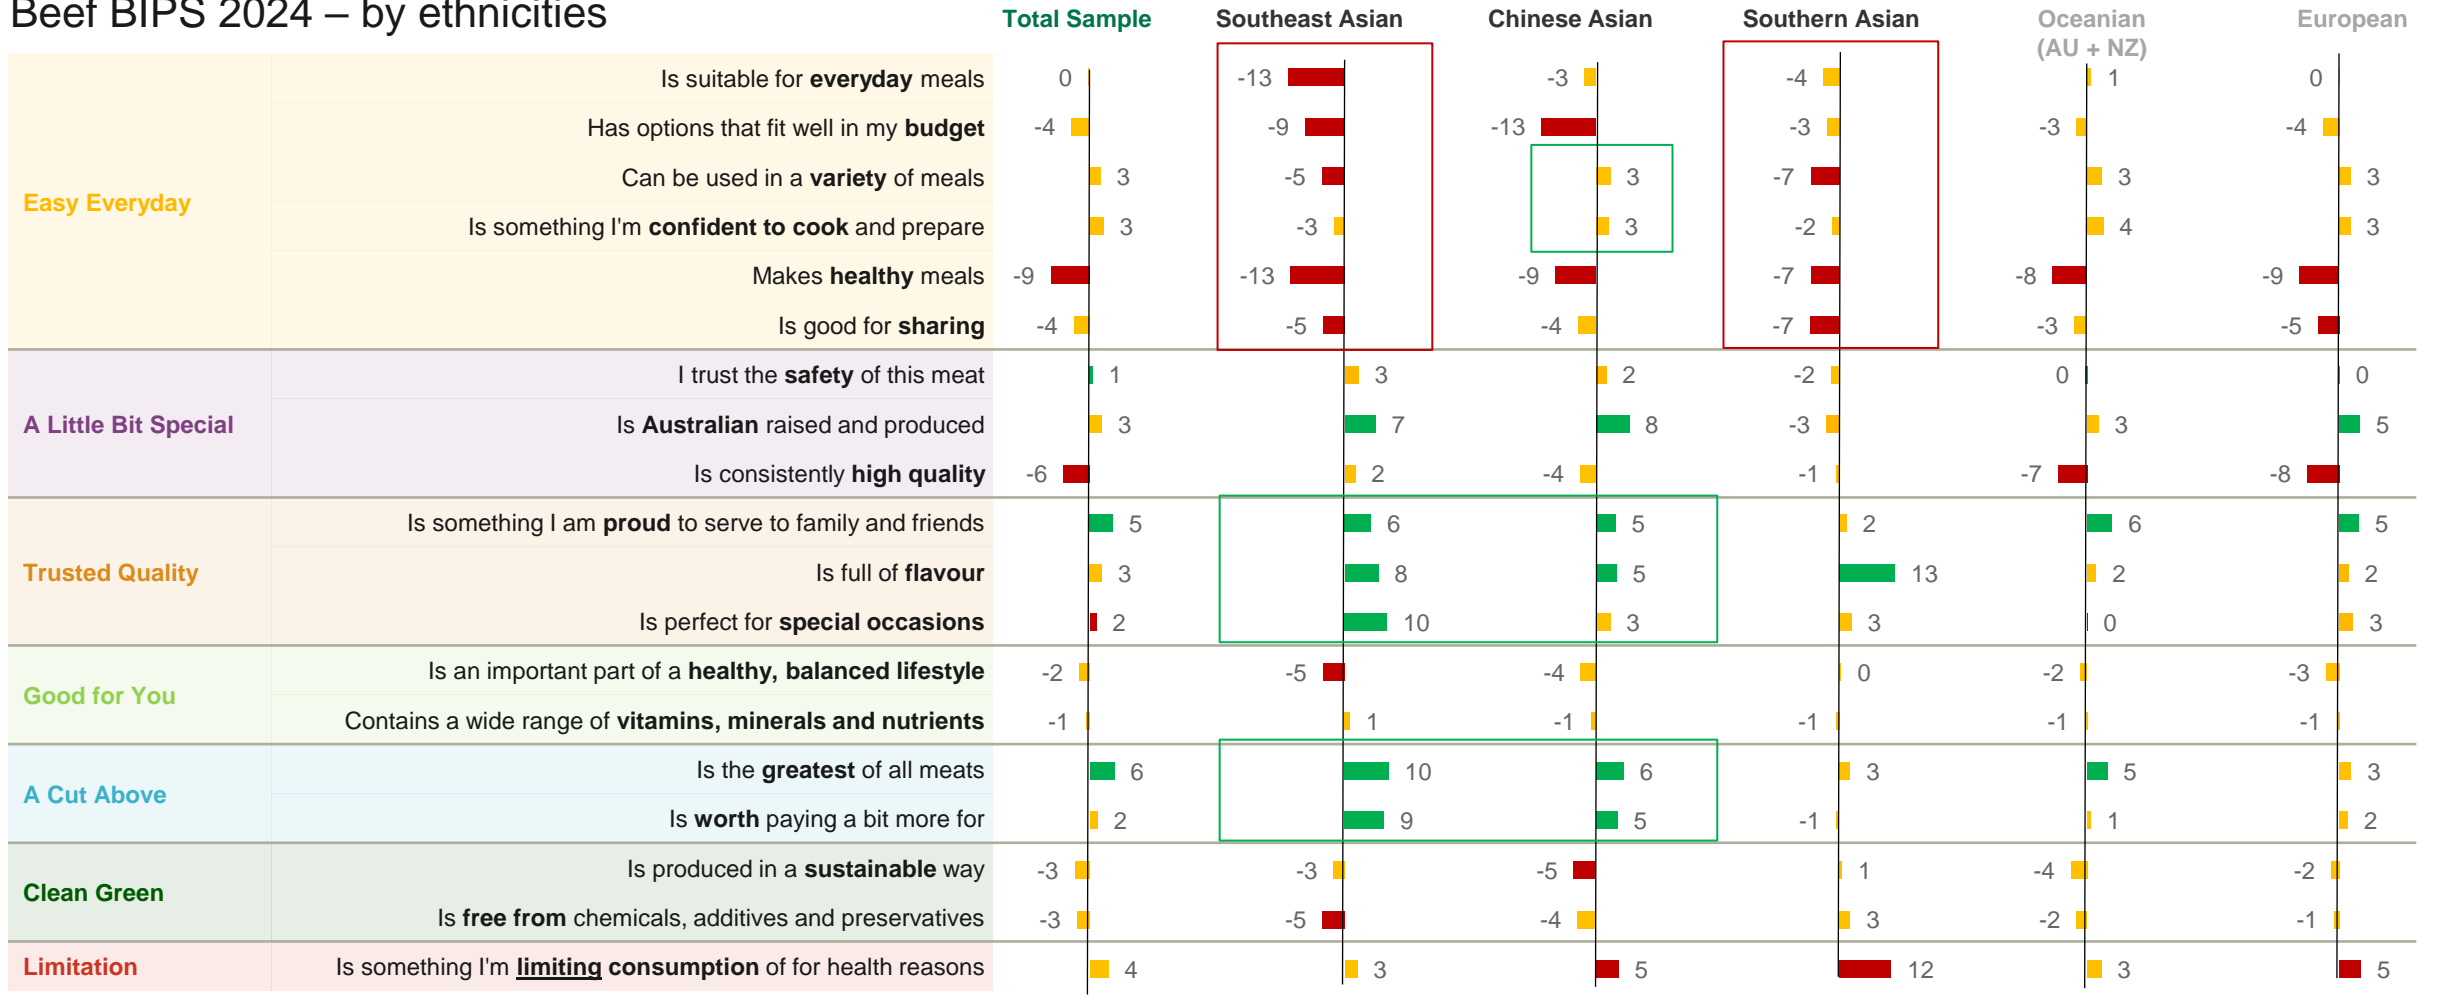 Beef BIPS 2024 – by ethnicities
Total Sample Southeast Asian Chinese Asian Southern Asian Oceanian European
(AU + NZ)
Is suitable for everyday meals 0 -13 -3 -4 1 0
Has options that fit well in my budget -4 -9 -13 -3 -3 -4
Can be used in a variety of meals 3 -5 3 -7 3 3
Easy Everyday
Is something I'm confident to cook and prepare 3 -3 3 -2 4 3
Makes healthy meals -9 -13 -9 -7 -8 -9
Is good for sharing -4 -5 -4 -7 -3 -5
I trust the safety of this meat 1 3 2 -2 0 0
A Little Bit Special Is Australian raised and produced 3 7 8 -3 3 5
Is consistently high quality -6 2 -4 -1 -7 -8
Is something I am proud to serve to family and friends 5 6 5 2 6 5
Trusted Quality Is full of flavour 3 8 5 13 2 2
Is perfect for special occasions 2 10 3 3 0 3
Is an important part of a healthy, balanced lifestyle -2 -5 -4 0 -2 -3
Good for You
Contains a wide range of vitamins, minerals and nutrients -1 1 -1 -1 -1 -1
Is the greatest of all meats 6 10 6 3 5 3
A Cut Above
Is worth paying a bit more for 2 9 5 -1 1 2
Is produced in a sustainable way -3 -3 -5 1 -4 -2
Clean Green
Is free from chemicals, additives and preservatives -3 -5 -4 3 -2 -1
Limitation Is something I'm limiting consumption of for health reasons 4 3 5 12 3 5